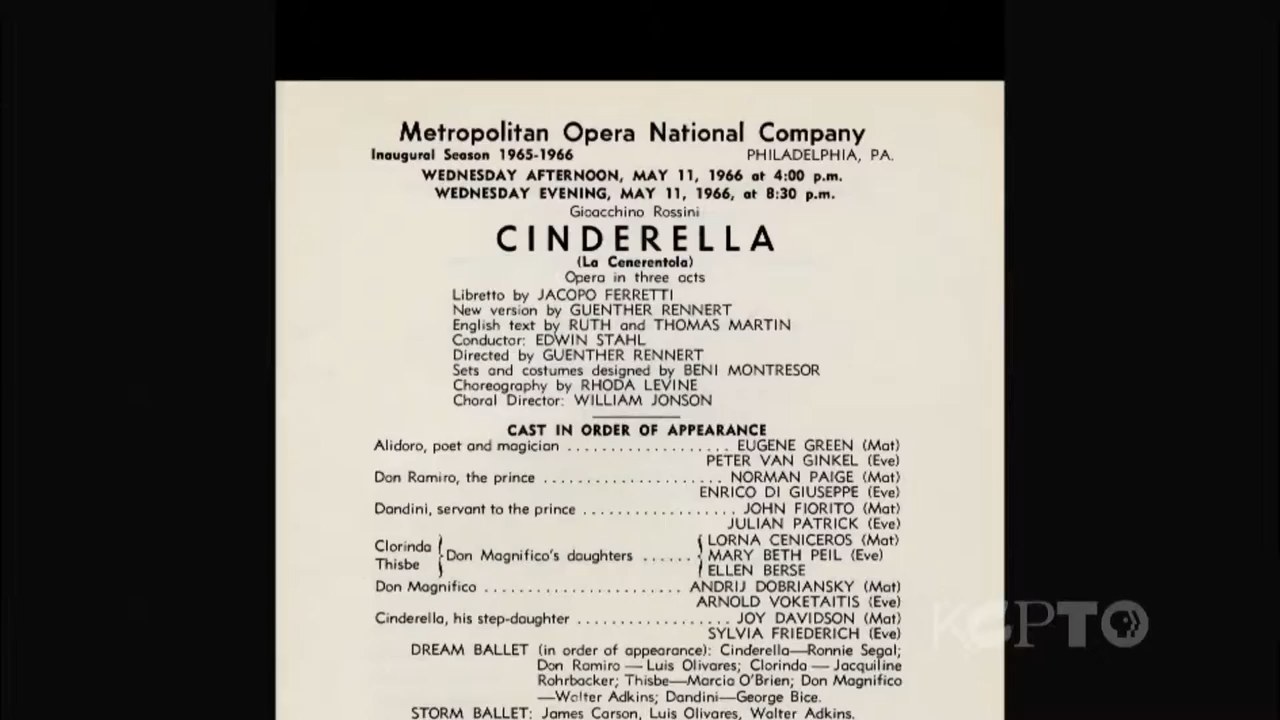 Metropolitan Opera National Company
Inaugural Season 1965-1966 PHILADELPHIA, PA.
WEDNESDAY AFTERNOON, MAY 11, 1966 at 4:00 p.m.
WEDNESDAY EVENING, MAY 11, 1966, at 8:30 p.m.
Gioacchino Rossini
CINDERELLA
(La Cenerentola)
Opera in three acts
Libretto by JACOPO FERRETTI
New version by GUENTHER RENNERT
English text by RUTH and THOMAS MARTIN
Conductor: EDWIN STAHL
Directed by GUENTHER RENNERT
Sets and costumes designed by BENI MONTRESOR
Choreography by RHODA LEVINE
Choral Director: WILLIAM JONSON
CAST IN ORDER OF APPEARANCE
Alidoro, poet and magician .................. EUGENE GREEN (Mat)
PETER VAN GINKEL (Eve)
Don Ramiro, the prince .................... NORMAN PAIGE (Mat)
ENRICO DI GIUSEPPE (Eve)
Dandini, servant to the prince ................. JOHN FIORITO (Mat)
JULIAN PATRICK (Eve)
LORNA CENICEROS (Mat)
Clorinda
Don Magnifico's daughters ...... MARY BETH PEIL (Eve)
Thisbe
ELLEN BERSE
Don Magnifico ...................... ANDRIJ DOBRIANSKY (Mat)
ARNOLD VOKETAITIS (Eve)
Cinderella, his step-daughter ................. JOY DAVIDSON (Mat)
SYLVIA FRIEDERICH (Eve)
DREAM BALLET (in order of appearance): Cinderella—Ronnie Segal;
Don Ramiro — Luis Olivares; Clorinda — Jacquiline
Rohrbacker; Thisbe—Marcia O'Brien; Don Magnifico
—Walter Adkins; Dandini—George Bice.
STORM BALLET: James Carson, Luis Olivares, Walter Adkins.